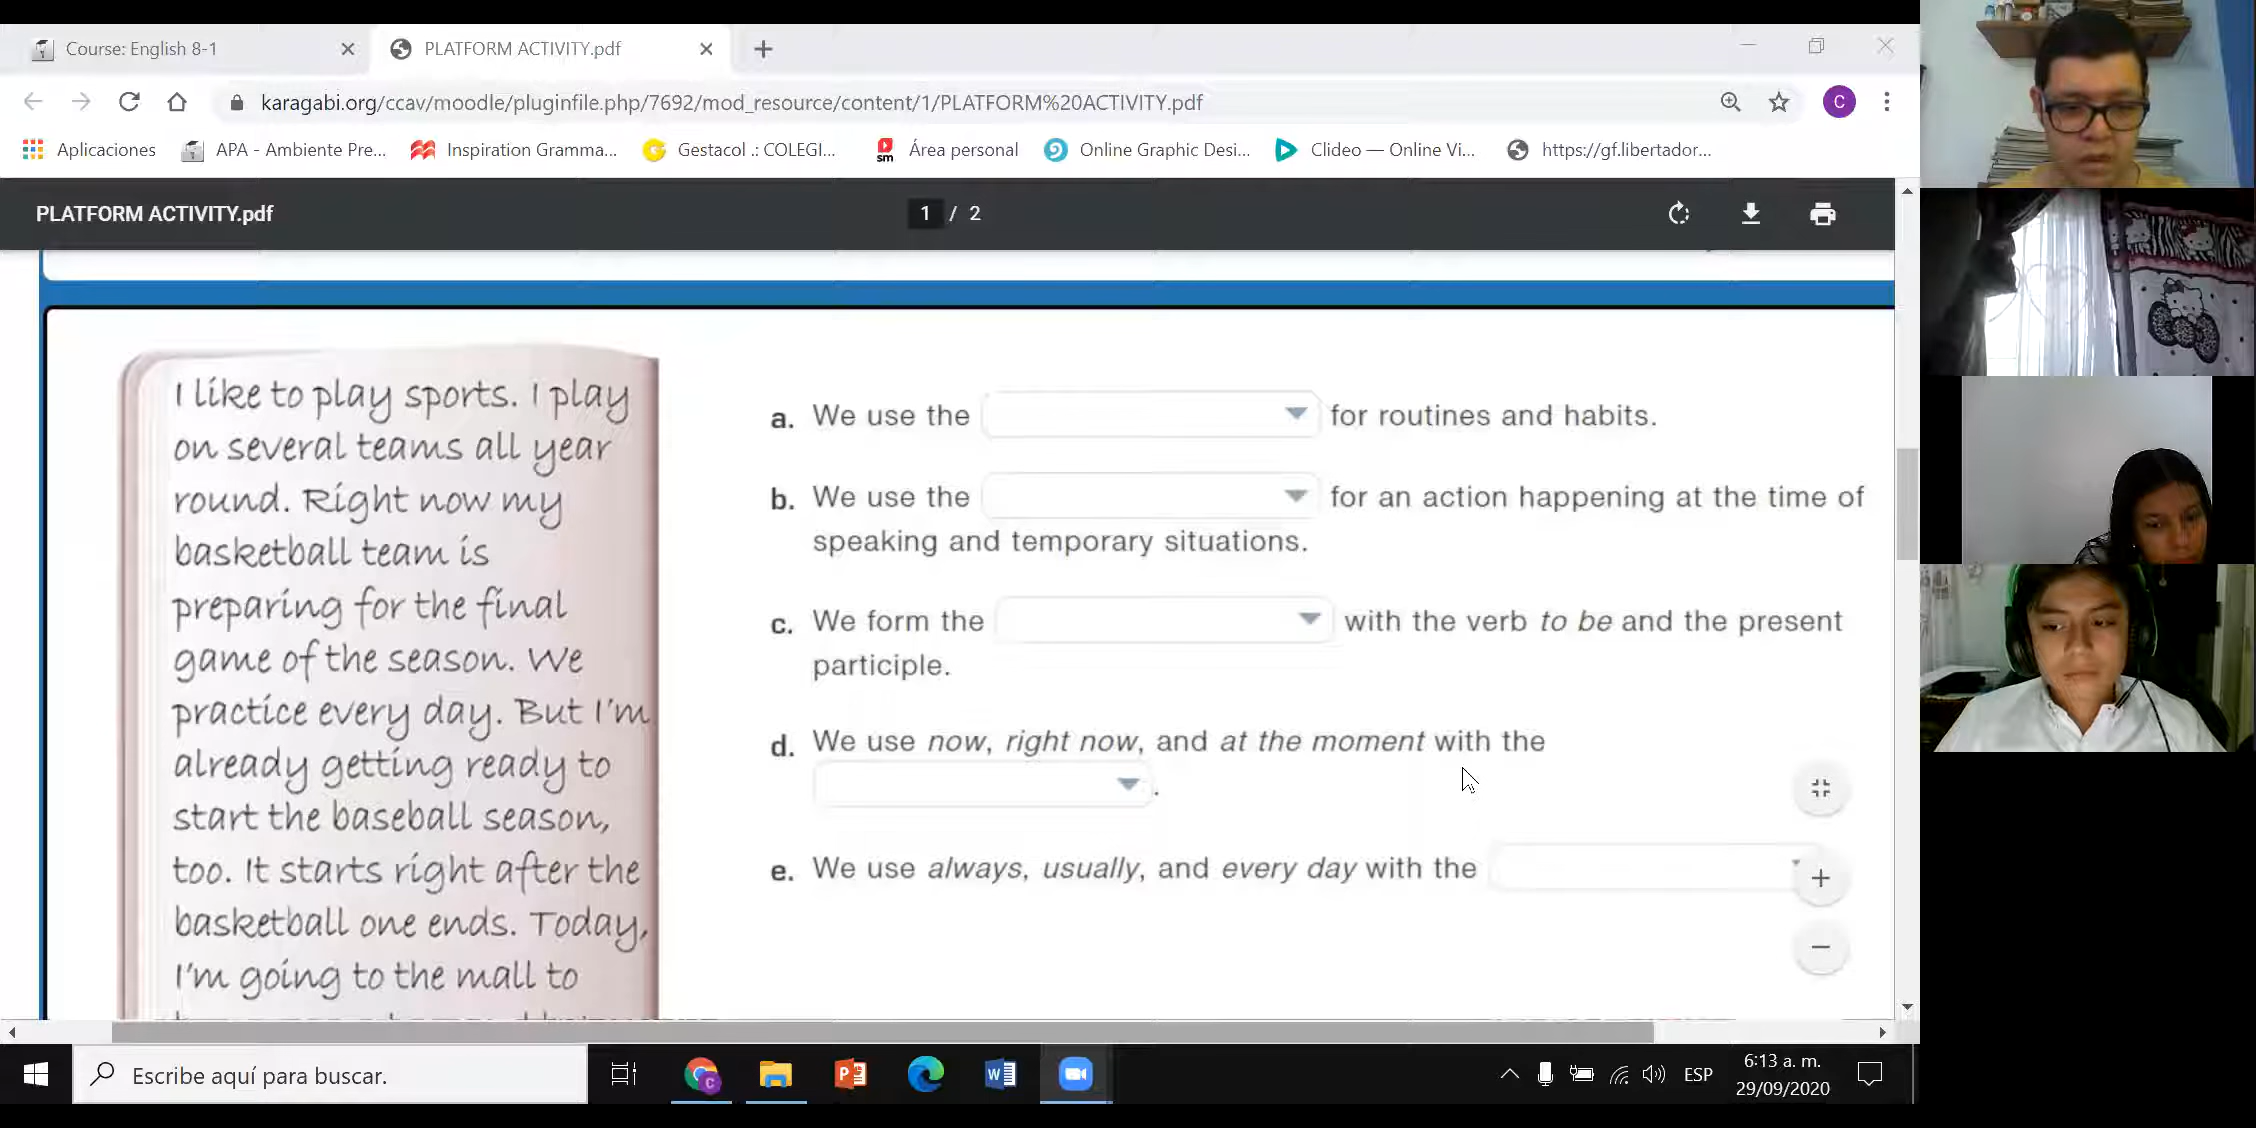 Course: English 8-1
PLATFORM ACTIVITY.pdf
karagabi.org/ccav/moodle/pluginfile.php/7692/mod_resource/content/1/PLATFORM%20ACTIVITY.pdf
C
Aplicaciones
APA - Ambiente Pre...
Inspiration Gramma...
Gestacol .: COLEGI...
sm
Área personal
Online Graphic Desi...
Clideo — Online Vi...
https://gf.libertador...
PLATFORM ACTIVITY.pdf
1 / 2
I like to play sports. I play
on several teams all year
round. Right now my
basketball team is
preparing for the final
game of the season. We
practice every day. But I'm
already getting ready to
start the baseball season,
too. It starts right after the
basketball one ends. Today,
I'm going to the mall to
a. We use the for routines and habits.
b. We use the for an action happening at the time of
speaking and temporary situations.
c. We form the with the verb to be and the present
participle.
d. We use now, right now, and at the moment with the
.
e. We use always, usually, and every day with the
Escribe aquí para buscar.
ESP
6:13 a. m.
29/09/2020